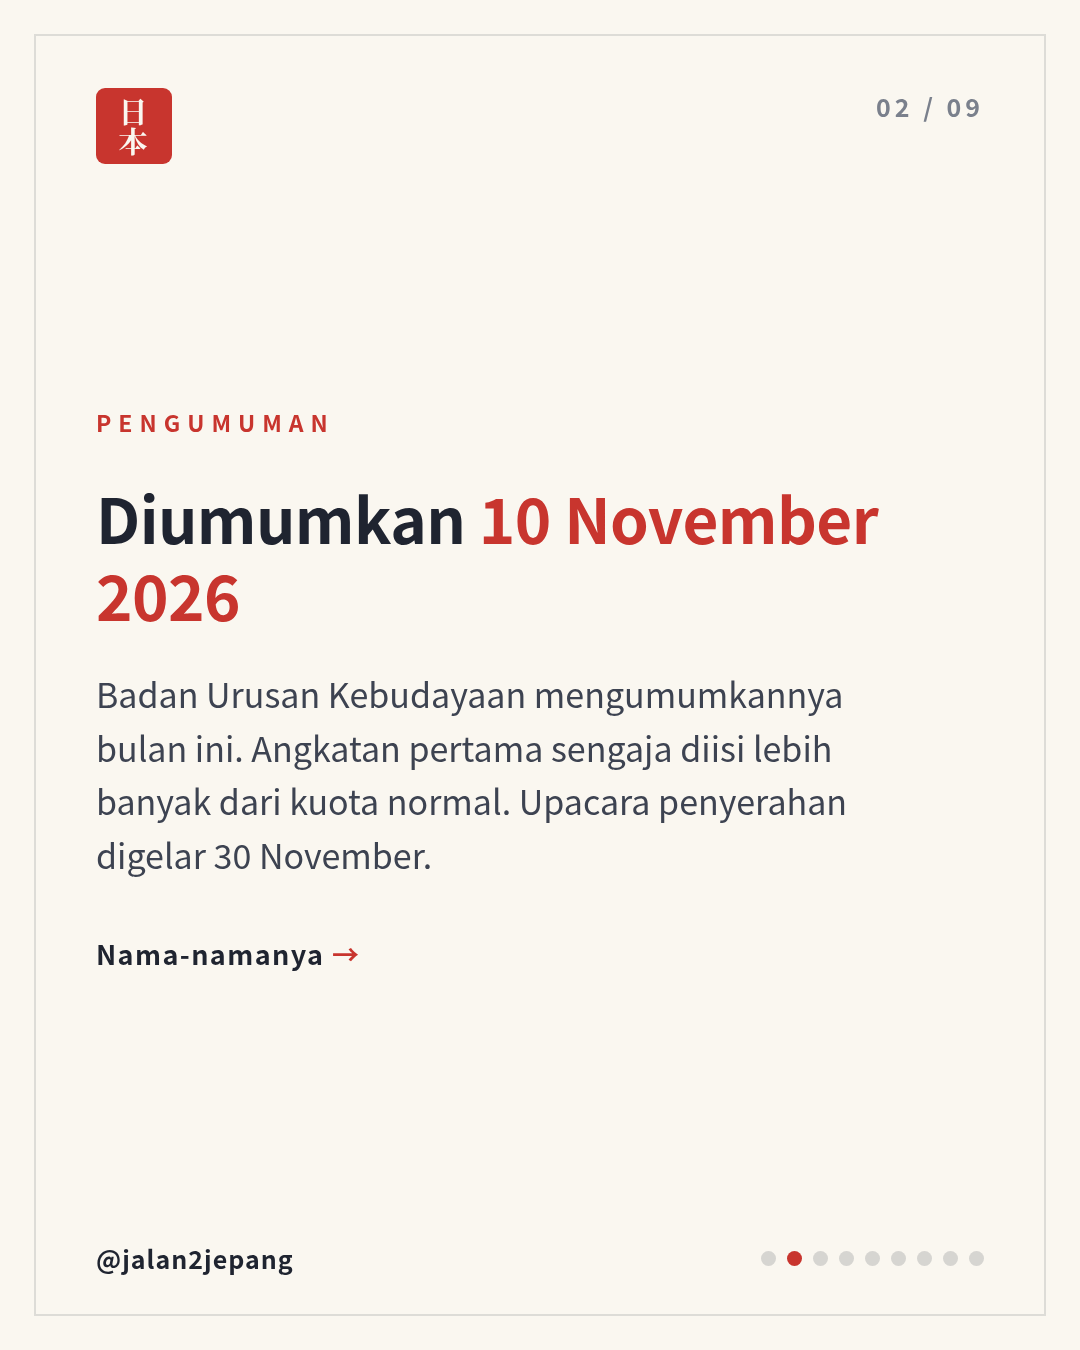 日
本
02 / 09
PENGUMUMAN
Diumumkan 10 November
2026
Badan Urusan Kebudayaan mengumumkannya
bulan ini. Angkatan pertama sengaja diisi lebih
banyak dari kuota normal. Upacara penyerahan
digelar 30 November.
Nama-namanya →
@jalan2jepang